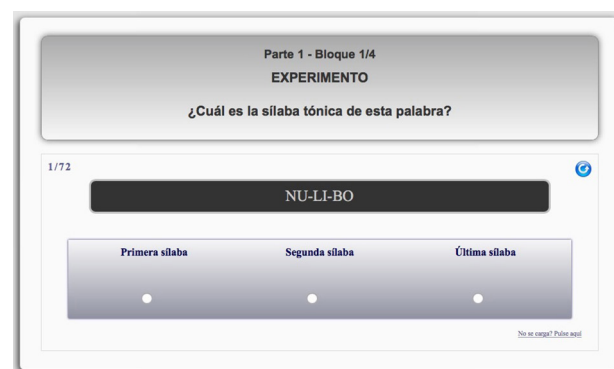 Parte 1 - Bloque 1/4
EXPERIMENTO
¿Cuál es la sílaba tónica de esta palabra?
1/72
NU-LI-BO
Primera sílaba Segunda sílaba Última sílaba
No se carga? Pulse aquí